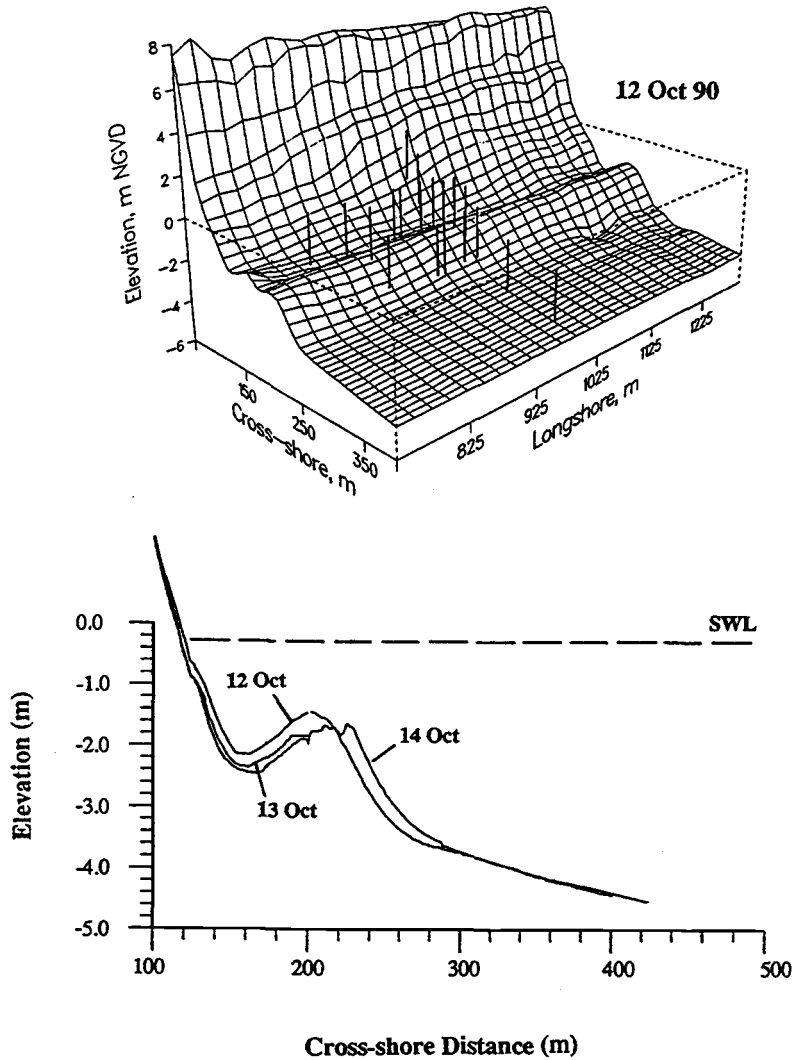 8
6
4
2
0
-2
-4
-6
Elevation, m NGVD
12 Oct 90
150
250
350
Cross-shore, m
825
925
1025
1125
1225
Longshore, m
0.0
-1.0
-2.0
-3.0
-4.0
-5.0
Elevation (m)
SWL
12 Oct
14 Oct
13 Oct
100
200
300
400
500
Cross-shore Distance (m)